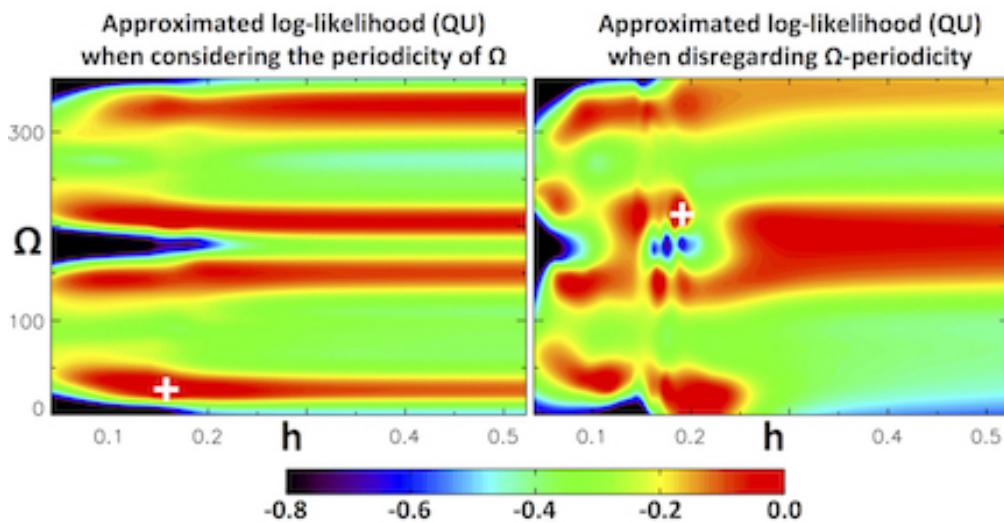 Approximated log-likelihood (QU)
when considering the periodicity of Ω
Approximated log-likelihood (QU)
when disregarding Ω-periodicity
300
Ω
100
0
0.1 0.2 h 0.4 0.5
0.1 0.2 h 0.4 0.5
-0.8 -0.6 -0.4 -0.2 0.0